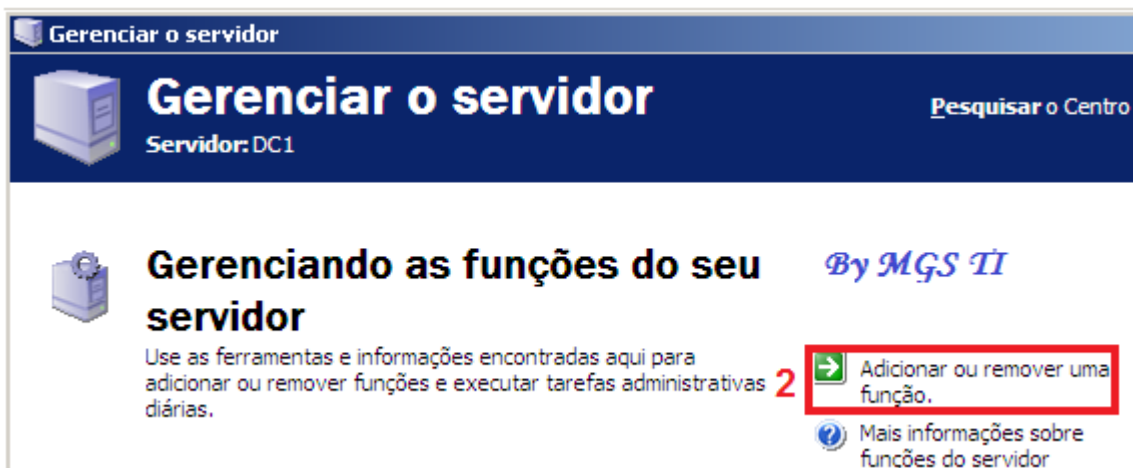 Gerenciar o servidor
Gerenciar o servidor
Pesquisar o Centro
Servidor: DC1
Gerenciando as funções do seu
servidor
By MGS TI
Use as ferramentas e informações encontradas aqui para
adicionar ou remover funções e executar tarefas administrativas
diárias.
2
Adicionar ou remover uma
função.
Mais informações sobre
funções do servidor